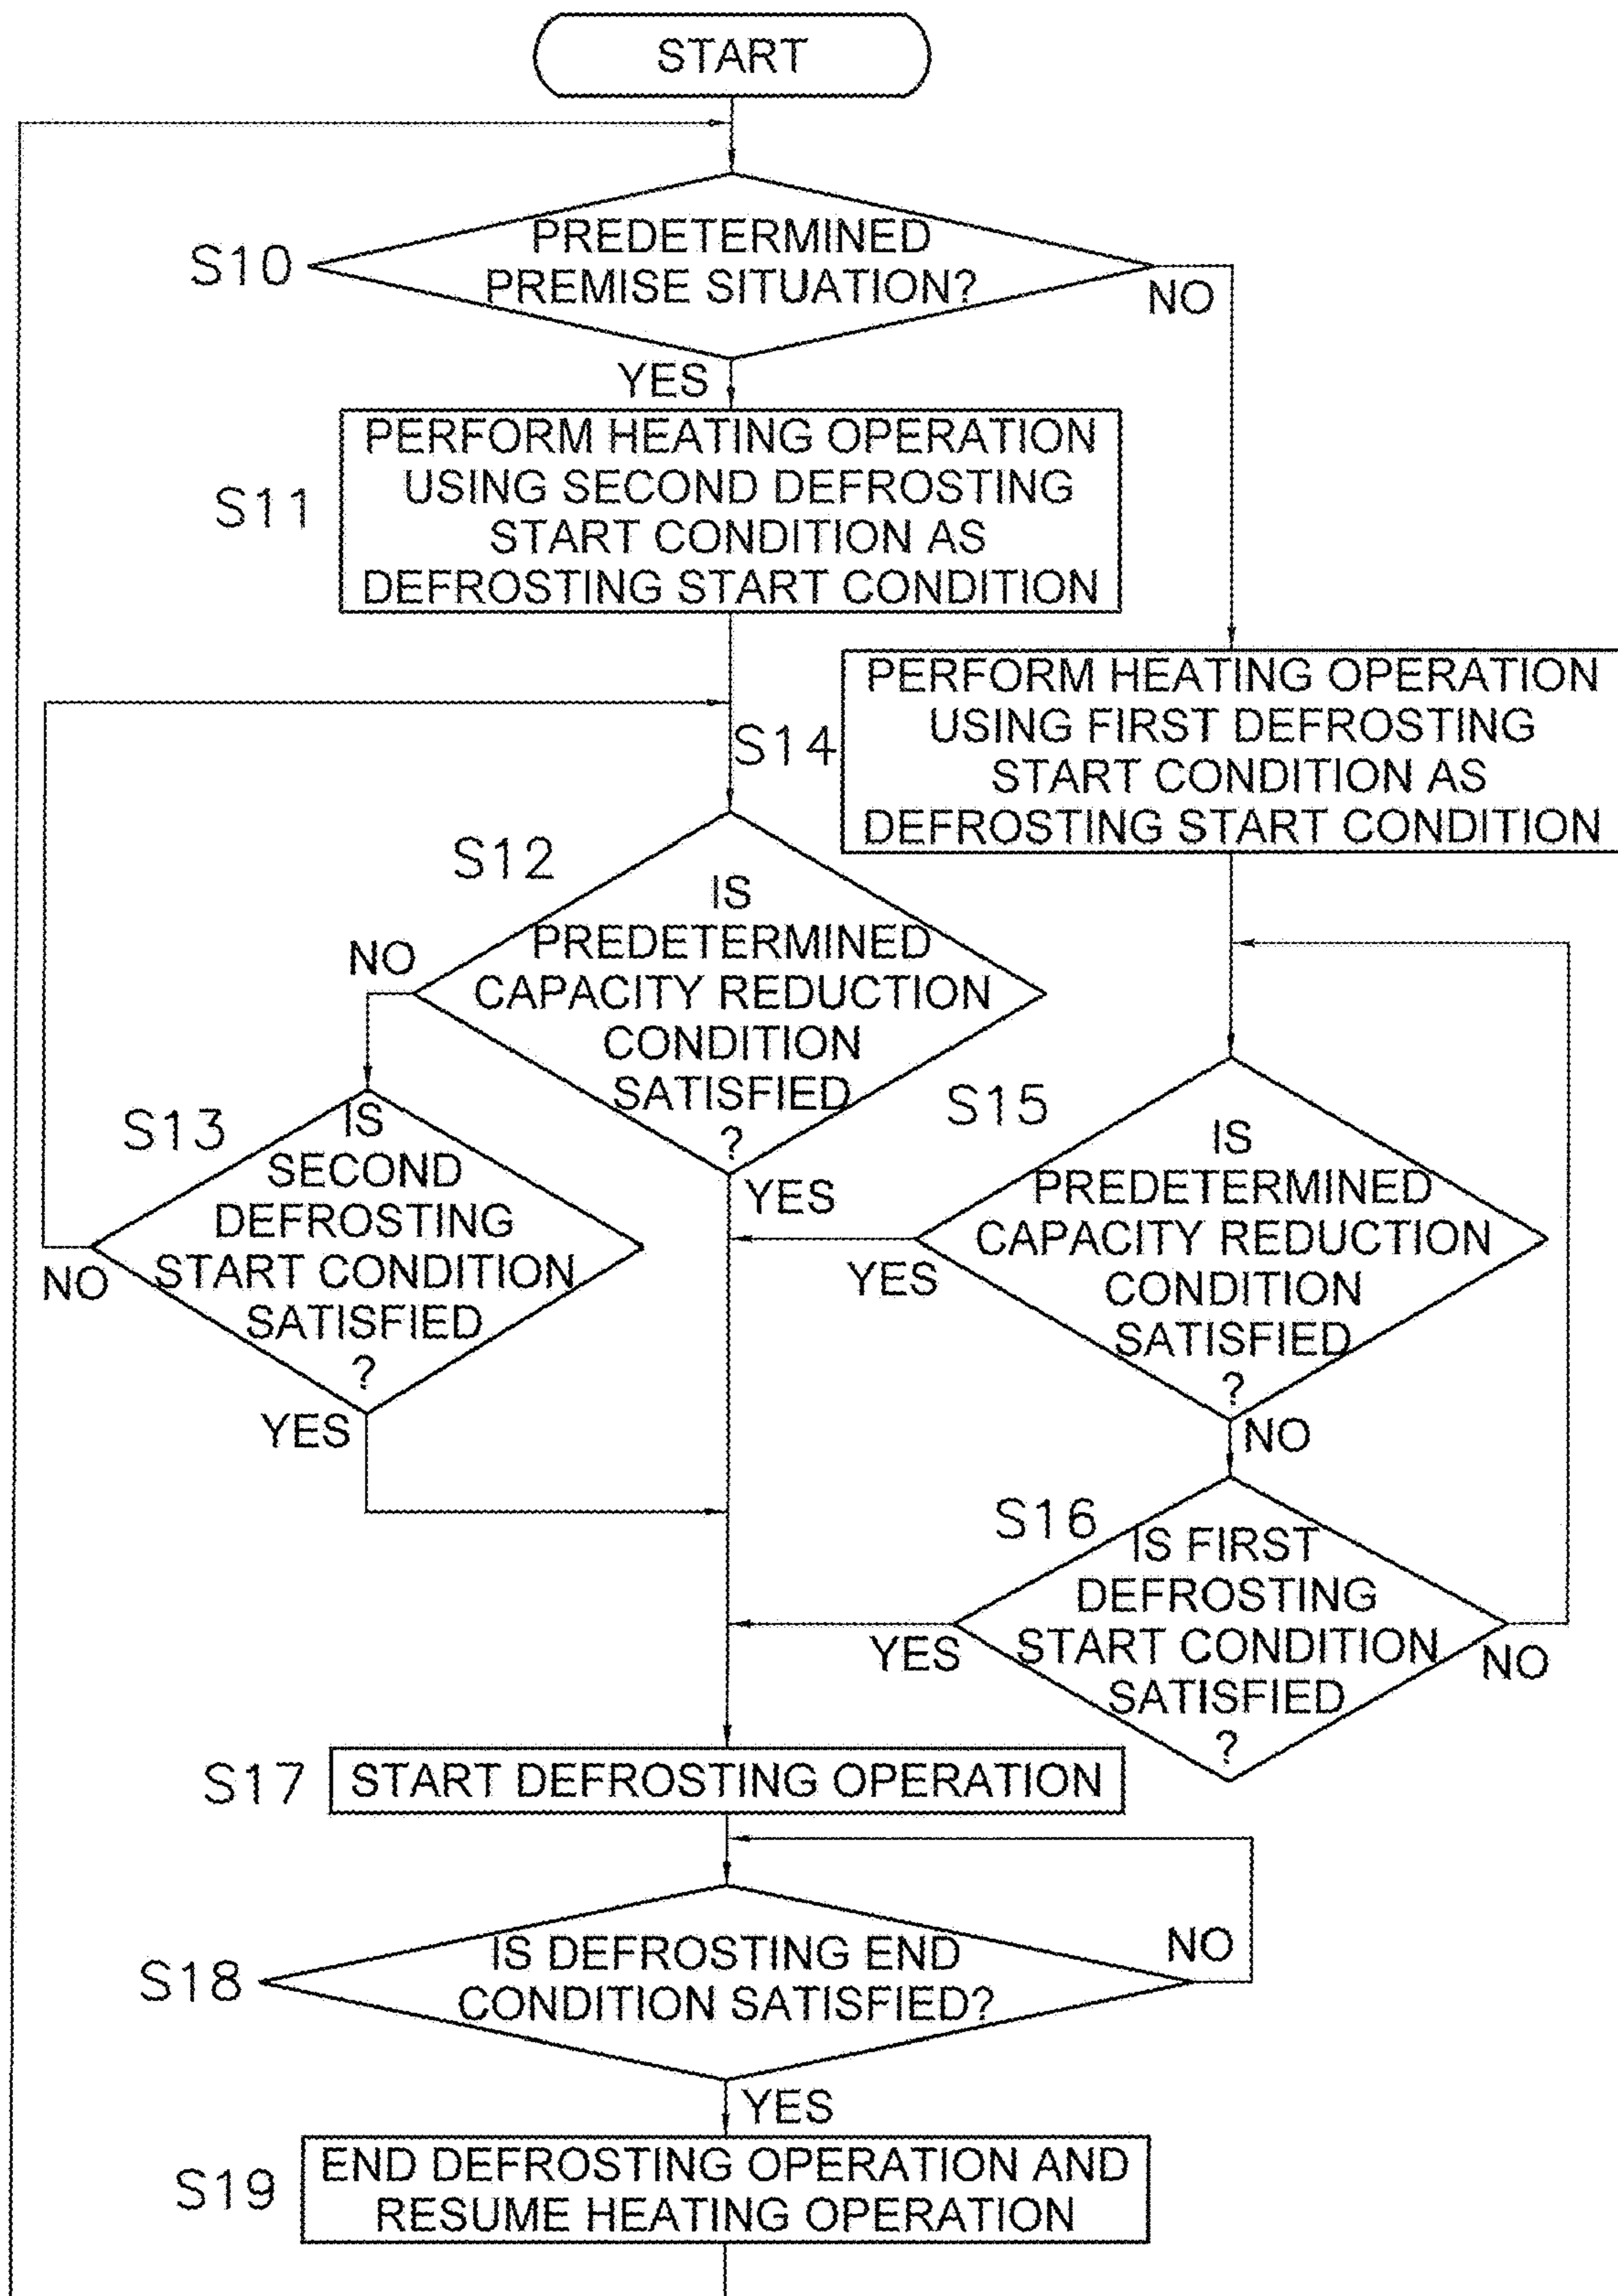 START
S10
PREDETERMINED
PREMISE SITUATION?
NO
YES
S11
PERFORM HEATING OPERATION
USING SECOND DEFROSTING
START CONDITION AS
DEFROSTING START CONDITION
S14
PERFORM HEATING OPERATION
USING FIRST DEFROSTING
START CONDITION AS
DEFROSTING START CONDITION
S12
IS
PREDETERMINED
CAPACITY REDUCTION
CONDITION
SATISFIED
?
NO
YES
S13
IS
SECOND
DEFROSTING
START CONDITION
SATISFIED
?
NO
YES
S15
IS
PREDETERMINED
CAPACITY REDUCTION
CONDITION
SATISFIED
?
YES
NO
S16
IS FIRST
DEFROSTING
START CONDITION
SATISFIED
?
YES
NO
S17
START DEFROSTING OPERATION
S18
IS DEFROSTING END
CONDITION SATISFIED?
NO
YES
S19
END DEFROSTING OPERATION AND
RESUME HEATING OPERATION